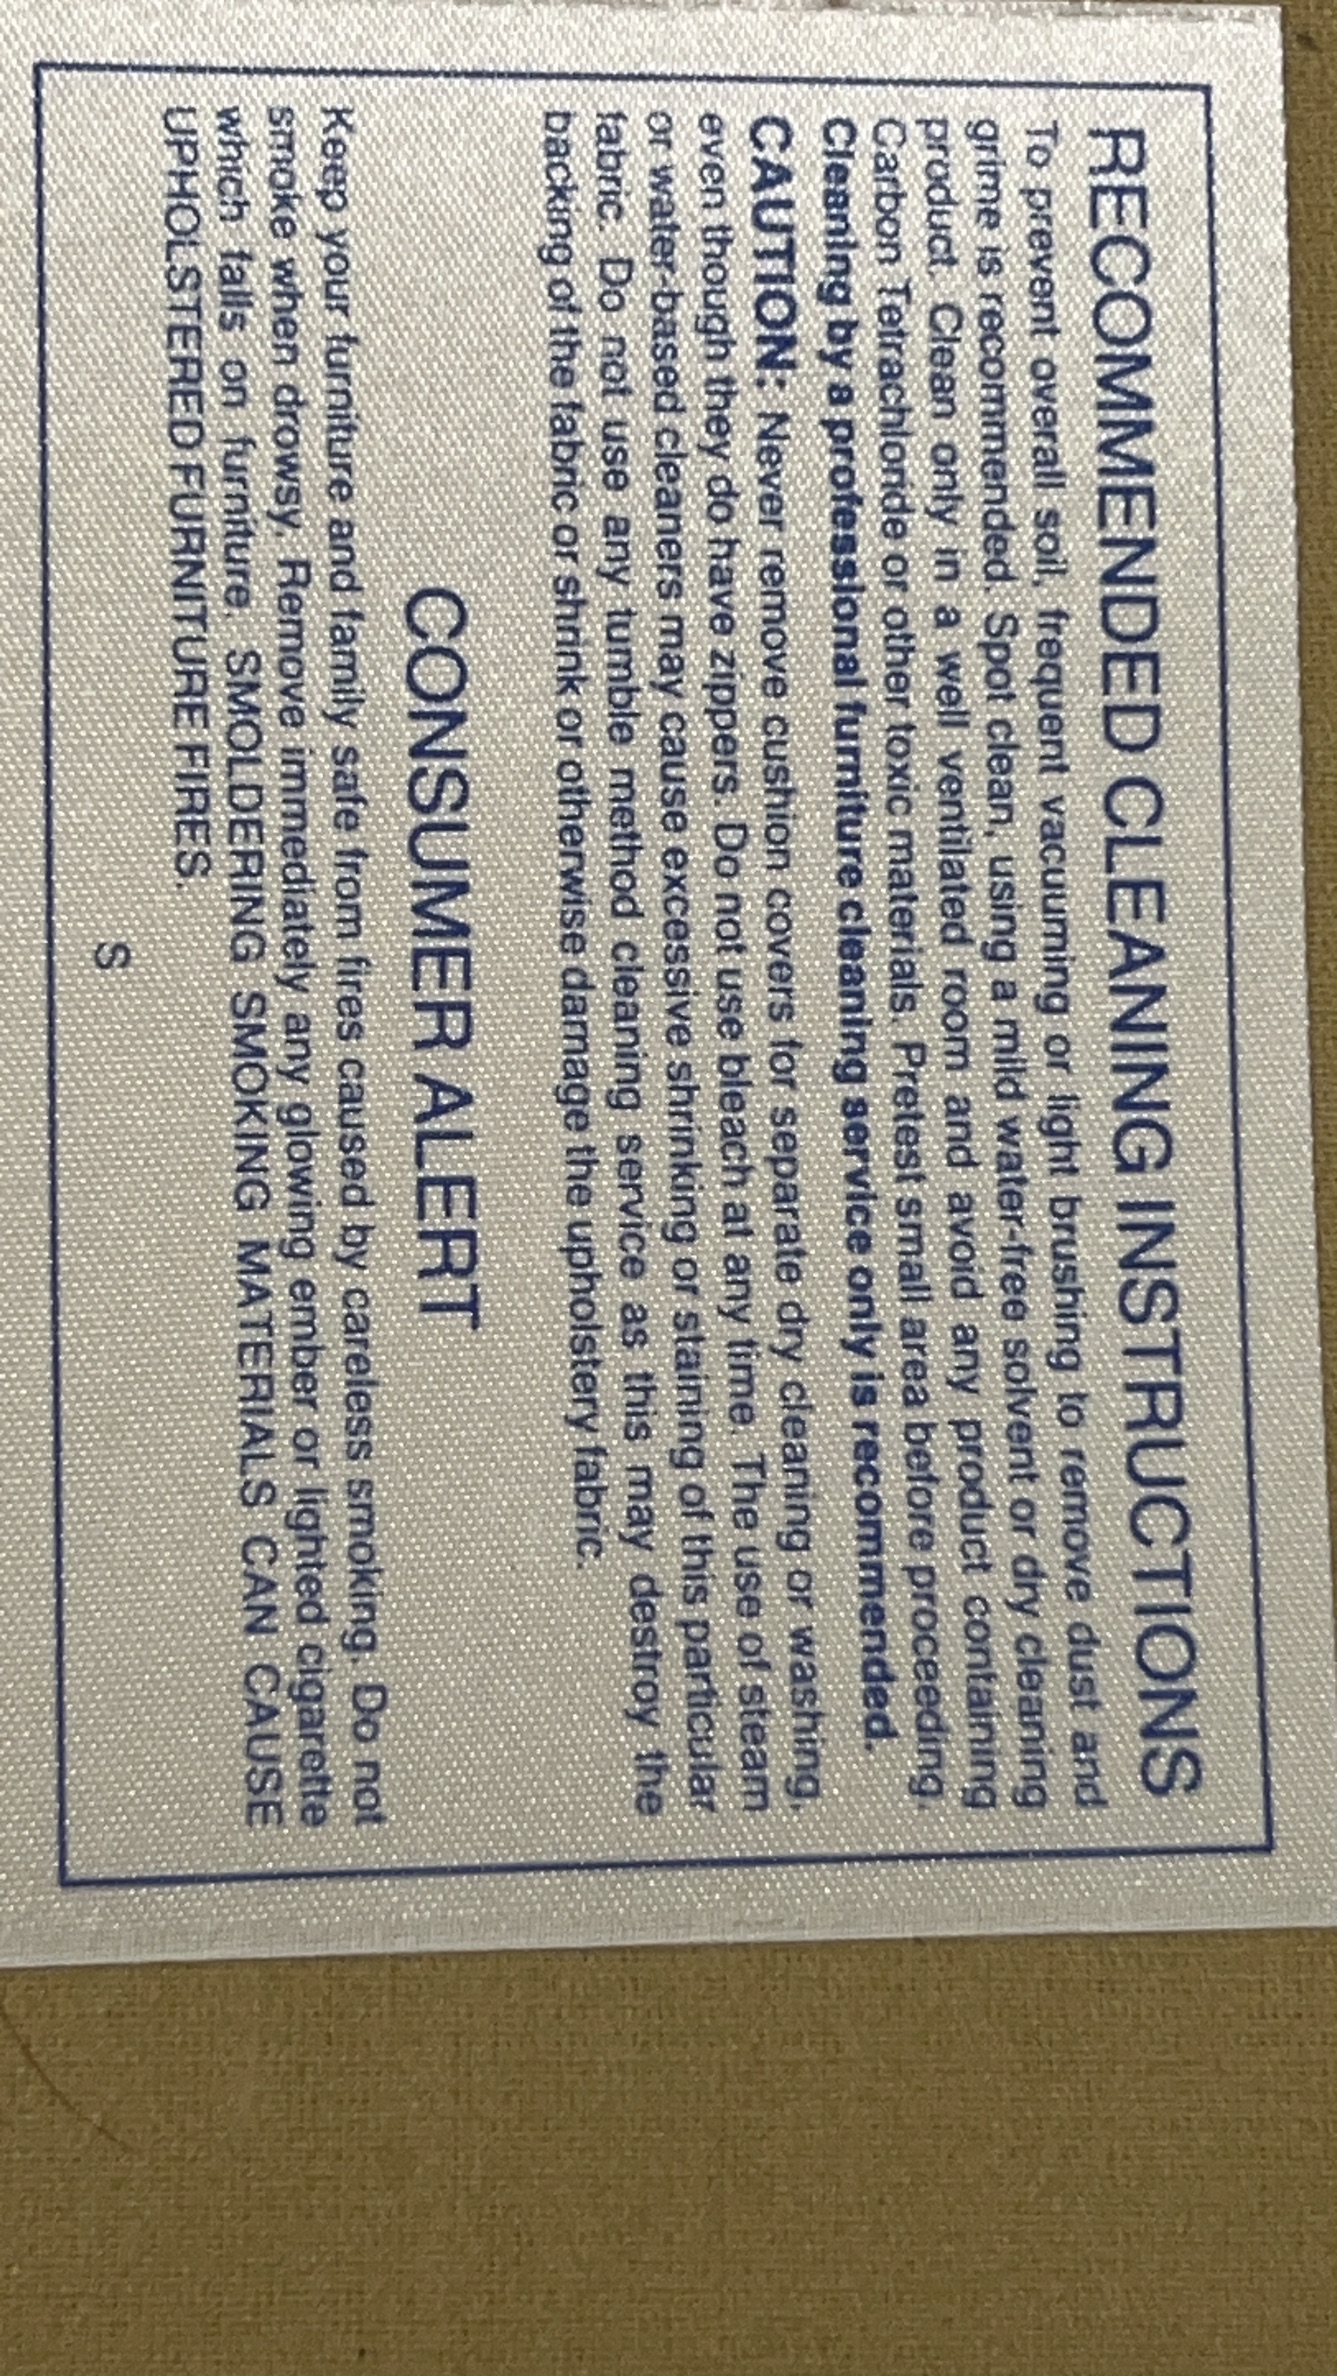 RECOMMENDED CLEANING INSTRUCTIONS
To prevent overall soil, frequent vacuuming or light brushing to remove dust and
grime is recommended. Spot clean, using a mild water-free solvent or dry cleaning
product. Clean only in a well ventilated room and avoid any product containing
Carbon Tetrachloride or other toxic materials. Pretest small area before proceeding.
Cleaning by a professional furniture cleaning service only is recommended.
CAUTION: Never remove cushion covers for separate dry cleaning or washing,
even though they do have zippers. Do not use bleach at any time. The use of steam
or water-based cleaners may cause excessive shrinking or staining of this particular
fabric. Do not use any tumble method cleaning service as this may destroy the
backing of the fabric or shrink or otherwise damage the upholstery fabric.
CONSUMER ALERT
Keep your furniture and family safe from fires caused by careless smoking. Do not
smoke when drowsy. Remove immediately any glowing ember or lighted cigarette
which falls on furniture. SMOLDERING SMOKING MATERIALS CAN CAUSE
UPHOLSTERED FURNITURE FIRES.
S